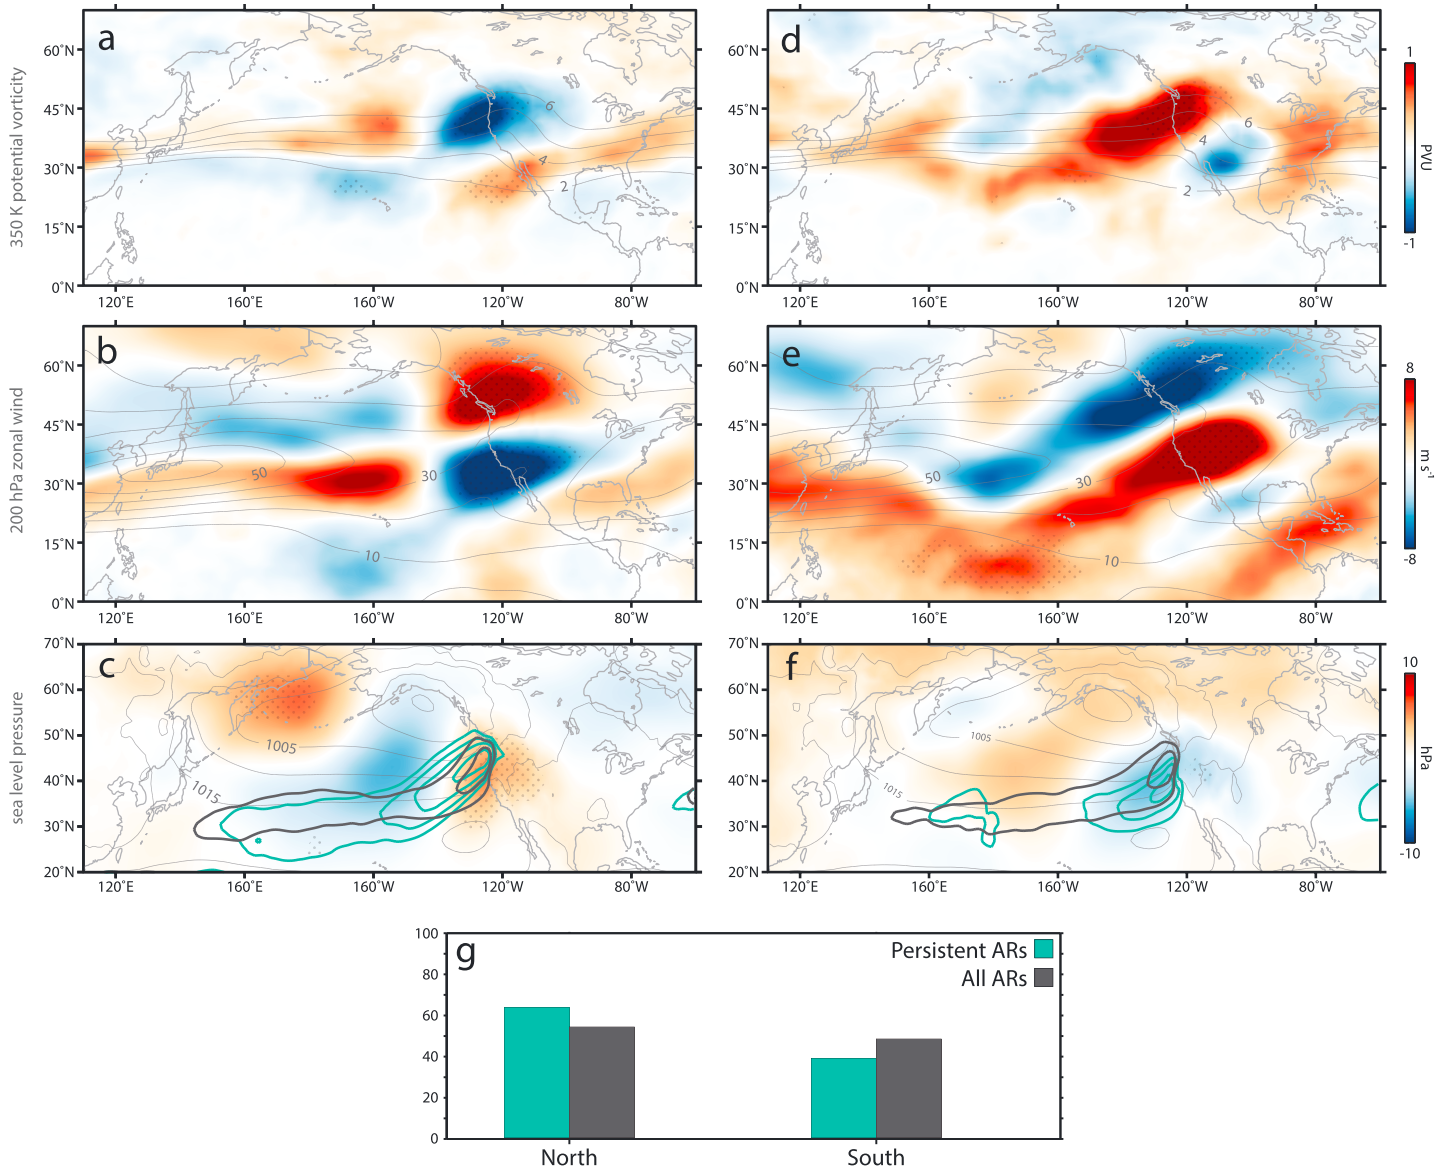 a
60°N
45°N
30°N
15°N
0°N
120°E
160°E
160°W
120°W
80°W
6
4
2
350 K potential vorticity
d
60°N
45°N
30°N
15°N
0°N
120°E
160°E
160°W
120°W
80°W
6
4
2
1
PVU
-1
b
60°N
45°N
30°N
15°N
0°N
120°E
160°E
160°W
120°W
80°W
50
30
10
200 hPa zonal wind
e
60°N
45°N
30°N
15°N
0°N
120°E
160°E
160°W
120°W
80°W
50
30
10
8
m s⁻¹
-8
c
70°N
60°N
50°N
40°N
30°N
20°N
120°E
160°E
160°W
120°W
80°W
1005
1015
sea level pressure
f
70°N
60°N
50°N
40°N
30°N
20°N
120°E
160°E
160°W
120°W
80°W
1005
1015
10
hPa
-10
g
100
80
60
40
20
0
Persistent ARs
All ARs
North
South